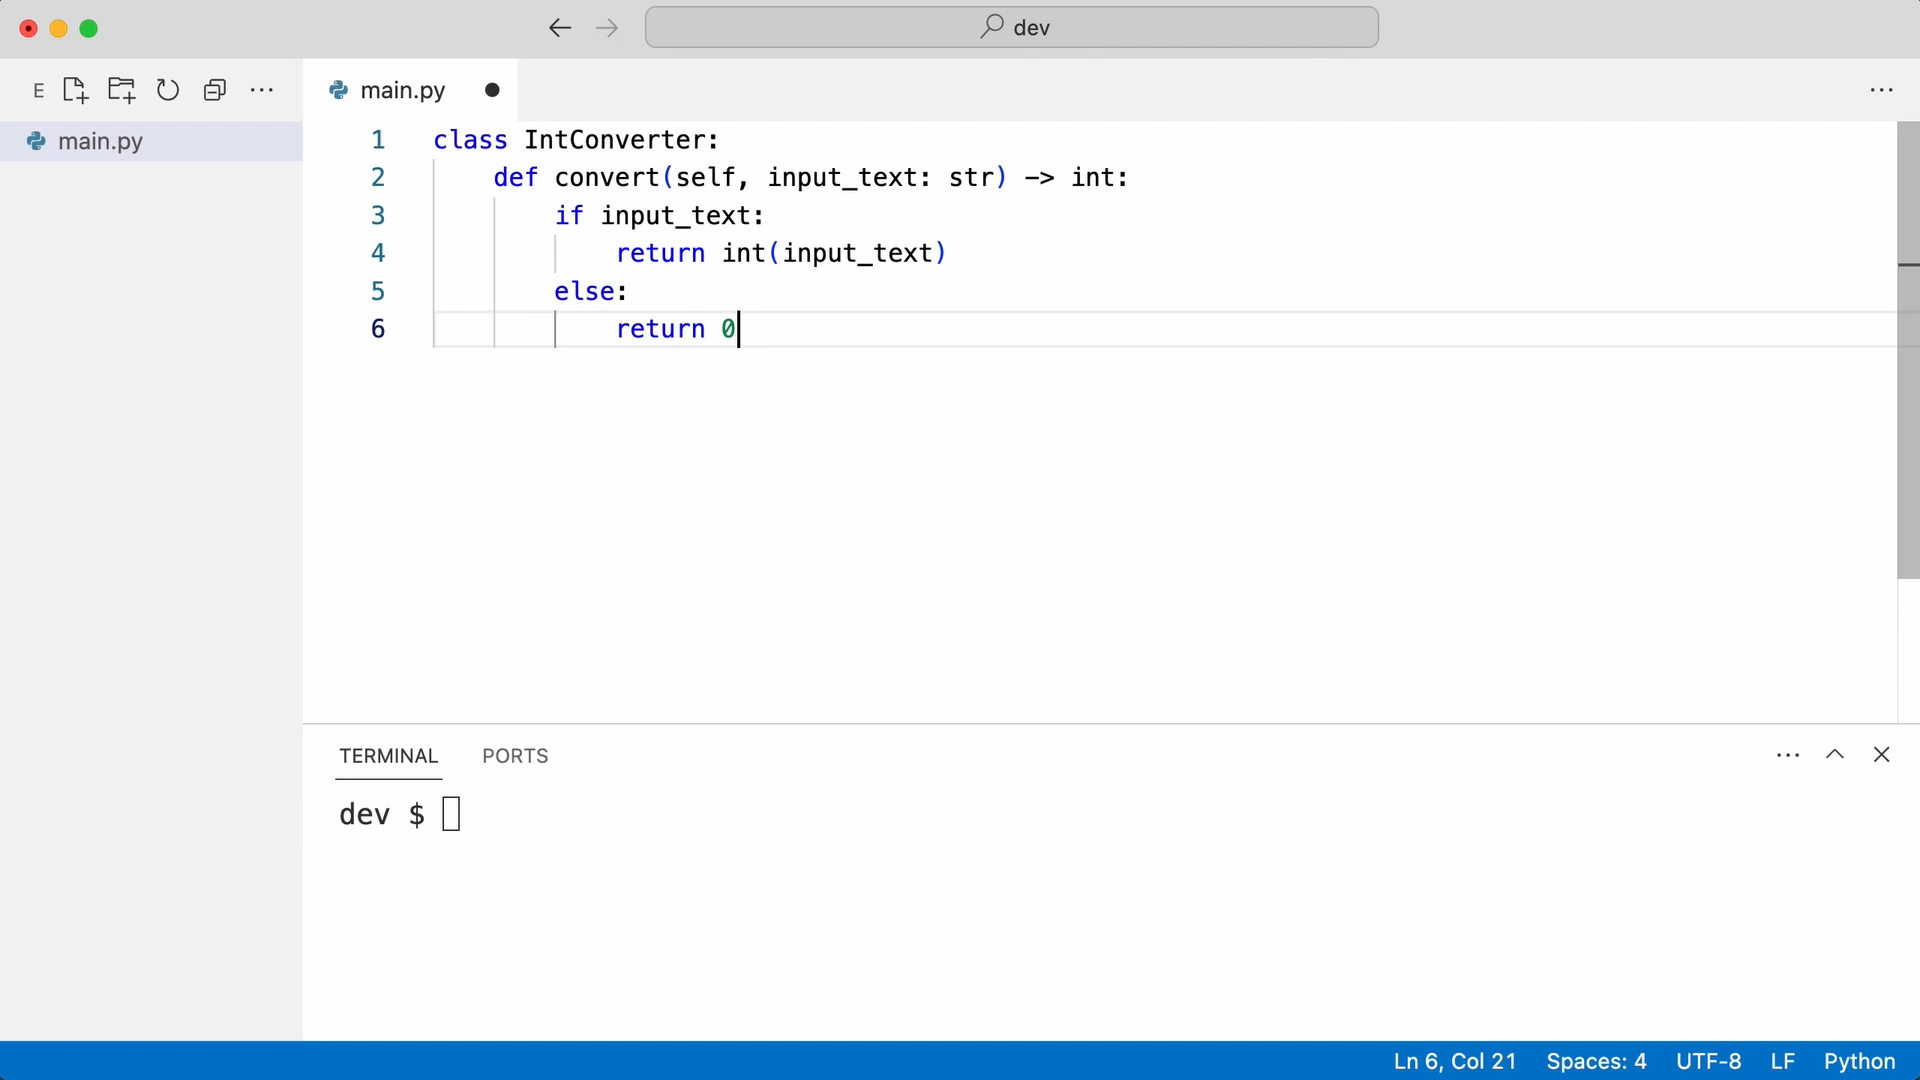 dev
E
main.py
main.py
1 class IntConverter:
2 def convert(self, input_text: str) -> int:
3 if input_text:
4 return int(input_text)
5 else:
6 return 0
TERMINAL PORTS
dev $
Ln 6, Col 21 Spaces: 4 UTF-8 LF Python